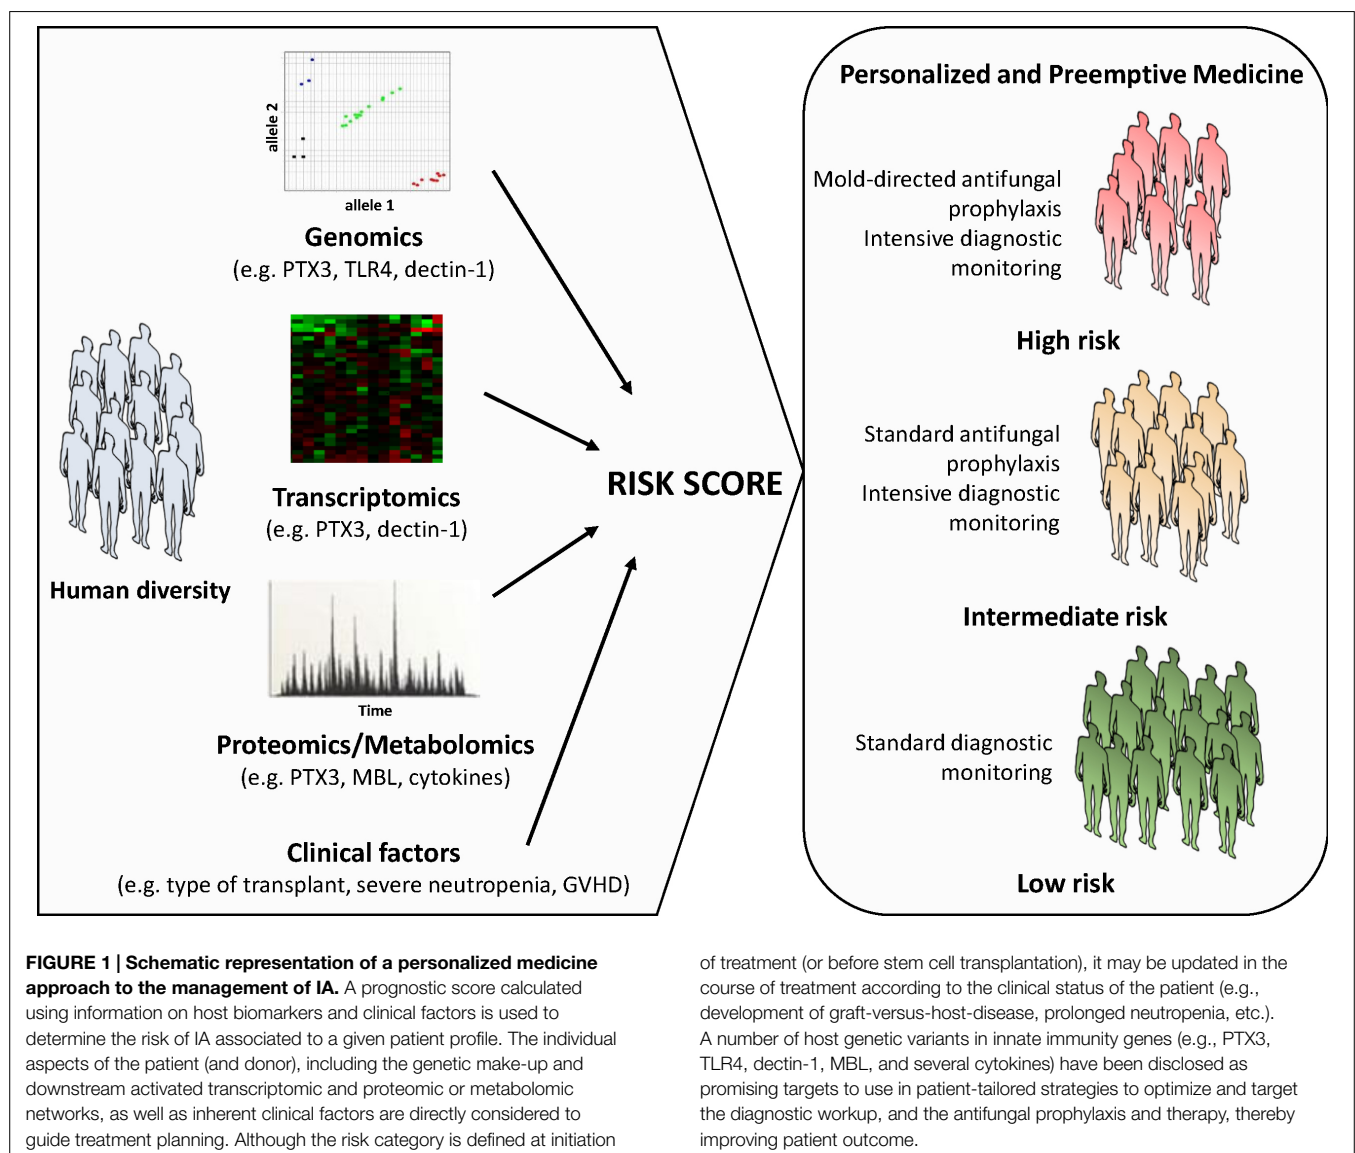 allele 2
allele 1
Genomics
(e.g. PTX3, TLR4, dectin-1)
Transcriptomics
(e.g. PTX3, dectin-1)
Human diversity
Time
Proteomics/Metabolomics
(e.g. PTX3, MBL, cytokines)
Clinical factors
(e.g. type of transplant, severe neutropenia, GVHD)
RISK SCORE
Personalized and Preemptive Medicine
Mold-directed antifungal
prophylaxis
Intensive diagnostic
monitoring
High risk
Standard antifungal
prophylaxis
Intensive diagnostic
monitoring
Intermediate risk
Standard diagnostic
monitoring
Low risk
FIGURE 1 | Schematic representation of a personalized medicine
approach to the management of IA. A prognostic score calculated
using information on host biomarkers and clinical factors is used to
determine the risk of IA associated to a given patient profile. The individual
aspects of the patient (and donor), including the genetic make-up and
downstream activated transcriptomic and proteomic or metabolomic
networks, as well as inherent clinical factors are directly considered to
guide treatment planning. Although the risk category is defined at initiation
of treatment (or before stem cell transplantation), it may be updated in the
course of treatment according to the clinical status of the patient (e.g.,
development of graft-versus-host-disease, prolonged neutropenia, etc.).
A number of host genetic variants in innate immunity genes (e.g., PTX3,
TLR4, dectin-1, MBL, and several cytokines) have been disclosed as
promising targets to use in patient-tailored strategies to optimize and target
the diagnostic workup, and the antifungal prophylaxis and therapy, thereby
improving patient outcome.